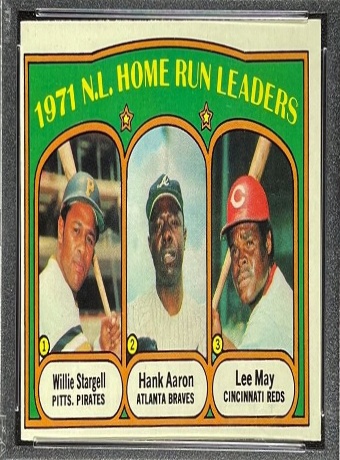 1971 N.L. HOME RUN LEADERS
1
2
3
Willie Stargell
PITTS. PIRATES
Hank Aaron
ATLANTA BRAVES
Lee May
CINCINNATI REDS